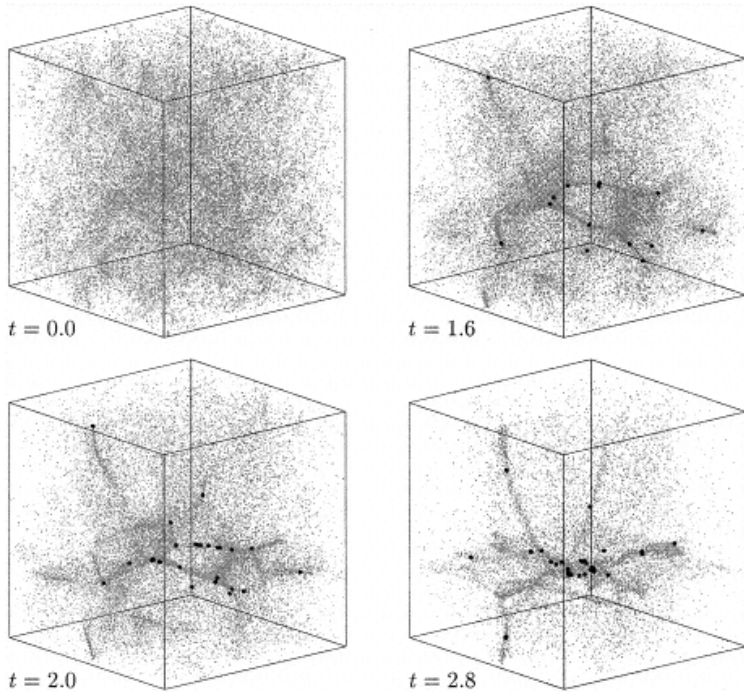 t = 0.0
t = 1.6
t = 2.0
t = 2.8